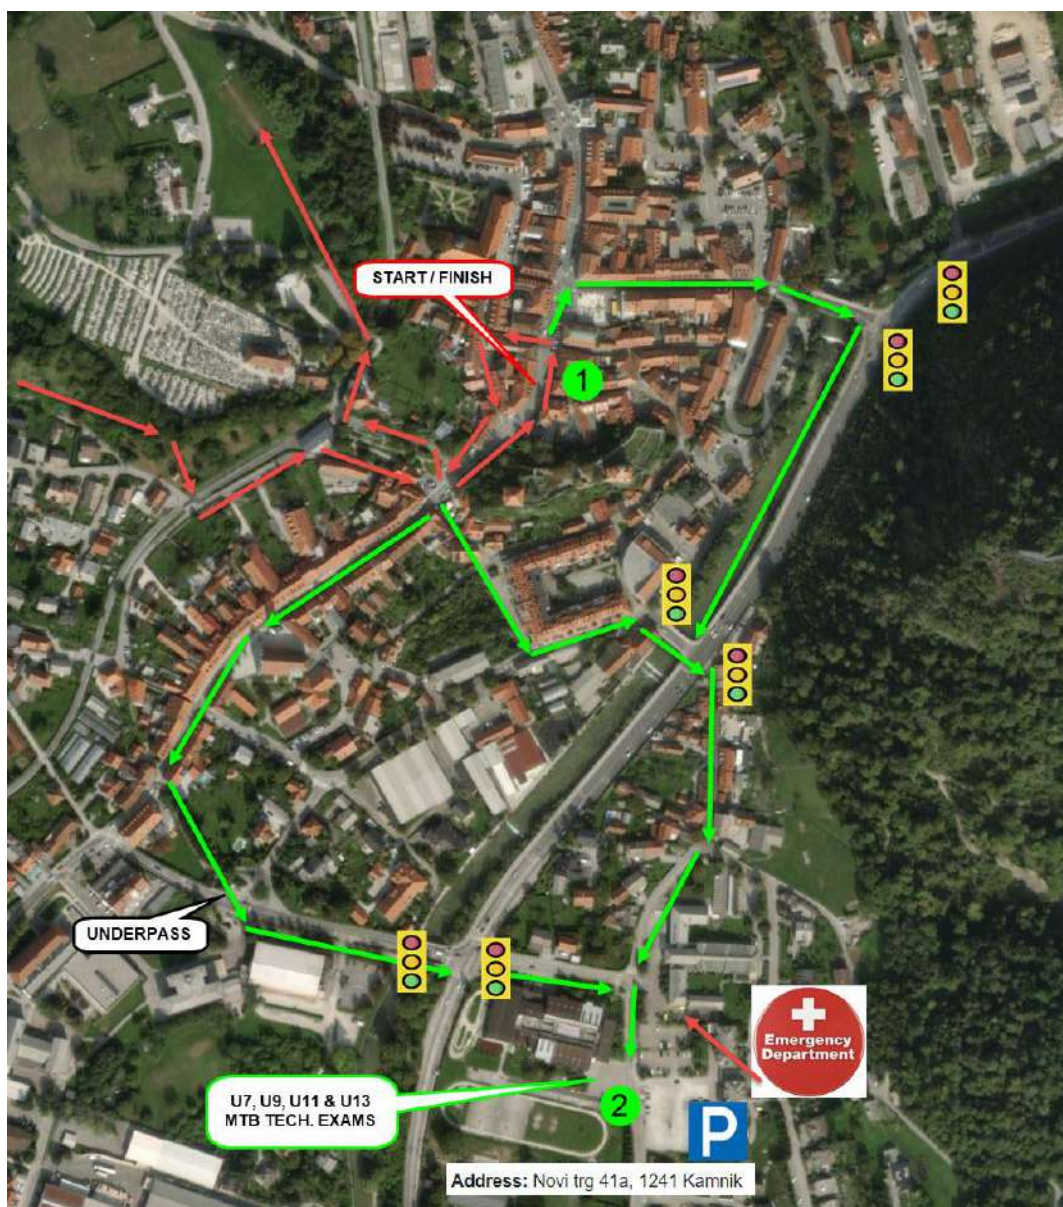 START / FINISH
1
UNDERPASS
Emergency
Department
U7, U9, U11 & U13
MTB TECH. EXAMS
2
P
Address: Novi trg 41a, 1241 Kamnik